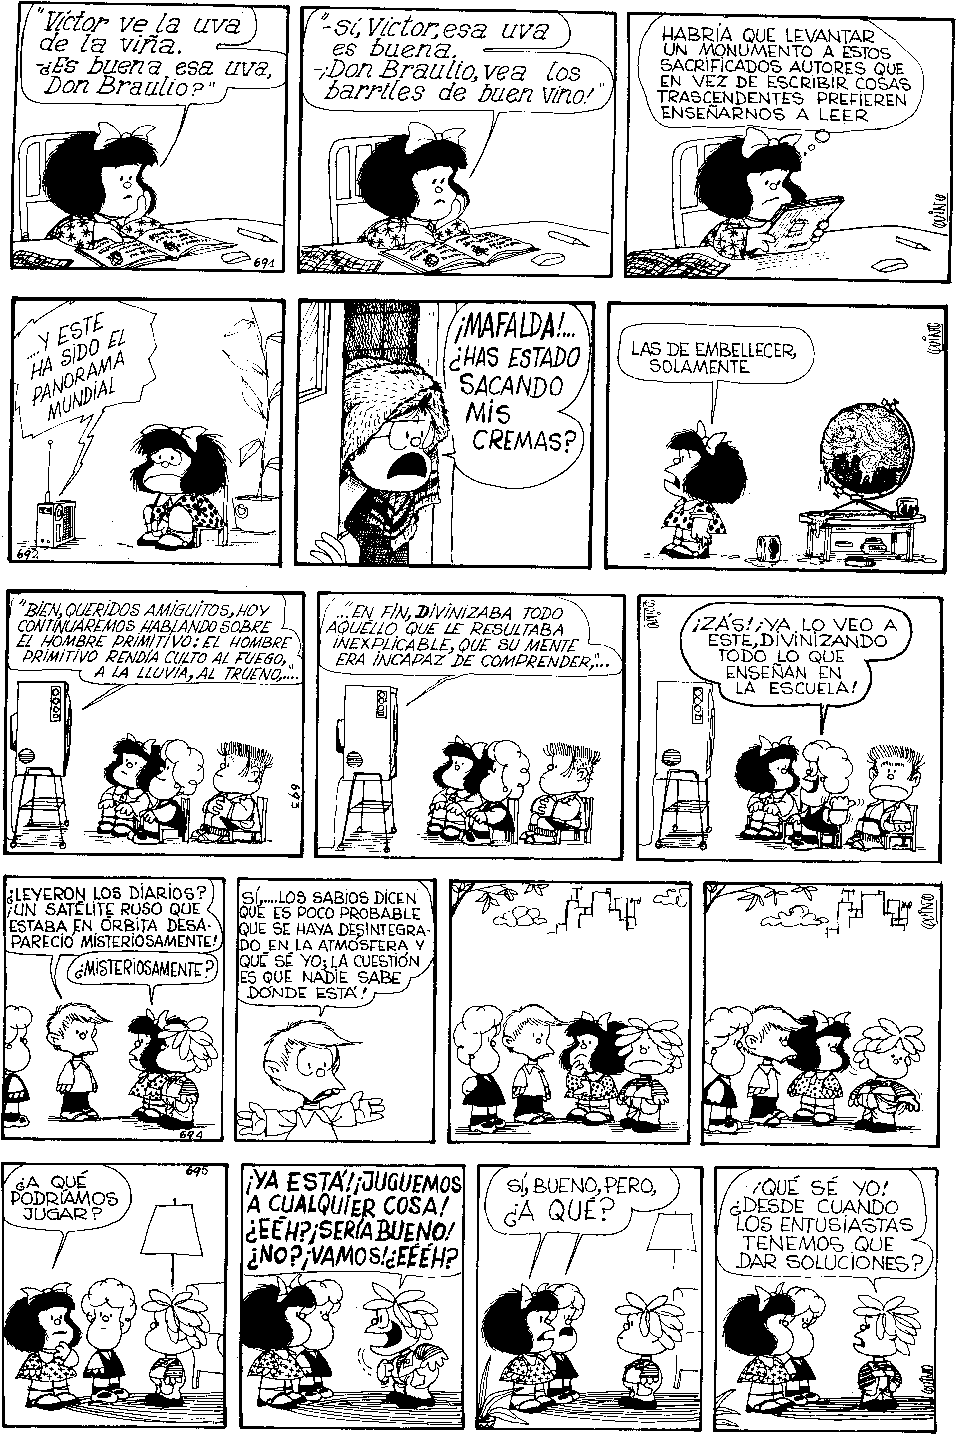 "Víctor ve la uva
de la viña.
-¿Es buena esa uva,
Don Braulio?"
691
"-Sí, Víctor, esa uva
es buena.
-¡Don Braulio, vea los
barriles de buen vino!"
HABRÍA QUE LEVANTAR
UN MONUMENTO A ESTOS
SACRIFICADOS AUTORES QUE
EN VEZ DE ESCRIBIR COSAS
TRASCENDENTES PREFIEREN
ENSEÑARNOS A LEER
QUINO
...Y ESTE
HA SIDO EL
PANORAMA
MUNDIAL
692
¡MAFALDA!...
¿HAS ESTADO
SACANDO
MIS
CREMAS?
LAS DE EMBELLECER,
SOLAMENTE
QUINO
"BIEN, QUERIDOS AMIGUITOS, HOY
CONTINUAREMOS HABLANDO SOBRE
EL HOMBRE PRIMITIVO: EL HOMBRE
PRIMITIVO RENDÍA CULTO AL FUEGO,
A LA LLUVIA, AL TRUENO,...."
693
"...EN FIN, DIVINIZABA TODO
AQUELLO QUE LE RESULTABA
INEXPLICABLE, QUE SU MENTE
ERA INCAPAZ DE COMPRENDER,"...
¡ZÁS! ¡YA LO VEO A
ESTE, DIVINIZANDO
TODO LO QUE
ENSEÑAN EN
LA ESCUELA!
QUINO
¿LEYERON LOS DIARIOS?
¡UN SATÉLITE RUSO QUE
ESTABA EN ÓRBITA DESA-
PARECIÓ MISTERIOSAMENTE!
¿MISTERIOSAMENTE?
694
SÍ,....LOS SABIOS DICEN
QUE ES POCO PROBABLE
QUE SE HAYA DESINTEGRA-
DO EN LA ATMÓSFERA Y
QUÉ SÉ YO; LA CUESTIÓN
ES QUE NADIE SABE
DÓNDE ESTÁ!
QUINO
¿A QUÉ
PODRÍAMOS
JUGAR?
695
¡YA ESTÁ! ¡JUGUEMOS
A CUALQUIER COSA!
¿EÉH? ¡SERÍA BUENO!
¿NO? ¡VAMOS! ¿EÉÉH?
SÍ, BUENO, PERO,
¿A QUÉ?
¡QUÉ SÉ YO!
¿DESDE CUANDO
LOS ENTUSIASTAS
TENEMOS QUE
DAR SOLUCIONES?
QUINO